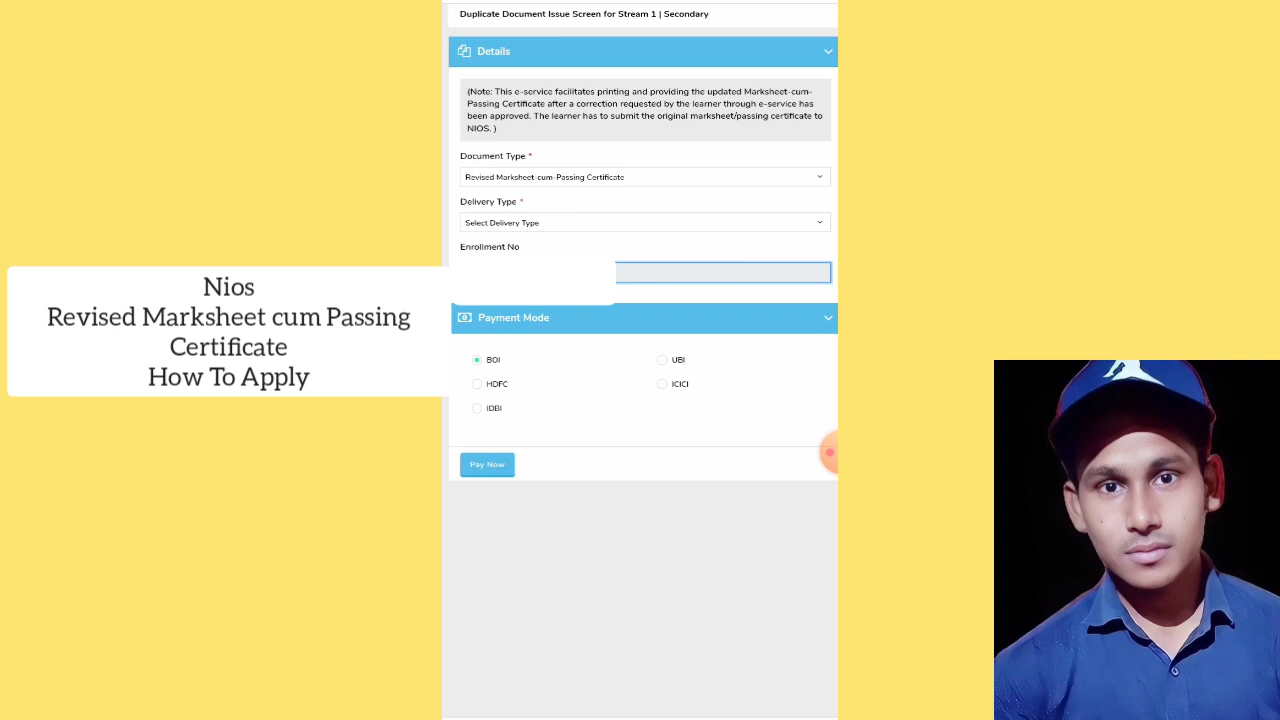 Duplicate Document Issue Screen for Stream 1 | Secondary
Details
(Note: This e-service facilitates printing and providing the updated Marksheet-cum-
Passing Certificate after a correction requested by the learner through e-service has
been approved. The learner has to submit the original marksheet/passing certificate to
NIOS. )
Document Type *
Revised Marksheet-cum-Passing Certificate
Delivery Type *
Select Delivery Type
Enrollment No
Nios
Revised Marksheet cum Passing
Certificate
How To Apply
Payment Mode
BOI
UBI
HDFC
ICICI
IDBI
Pay Now